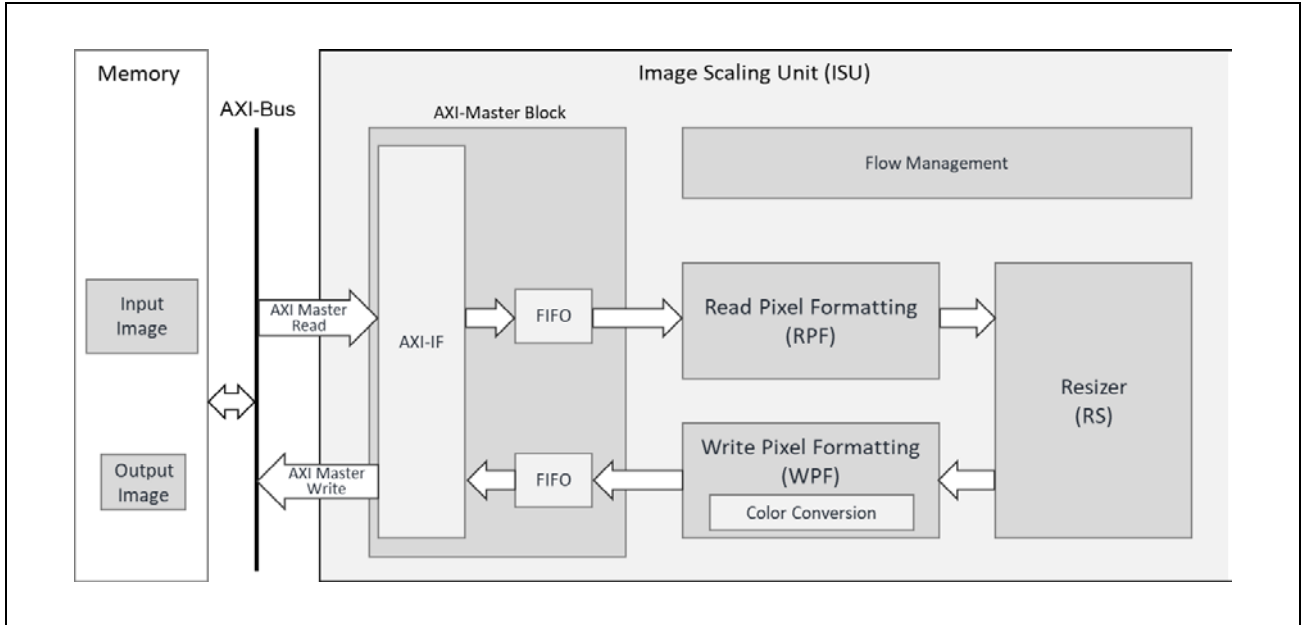 Memory
Image Scaling Unit (ISU)
AXI-Bus
AXI-Master Block
Flow Management
Input
Image
AXI Master
Read
AXI-IF
FIFO
Read Pixel Formatting
(RPF)
Resizer
(RS)
Output
Image
AXI Master
Write
FIFO
Write Pixel Formatting
(WPF)
Color Conversion